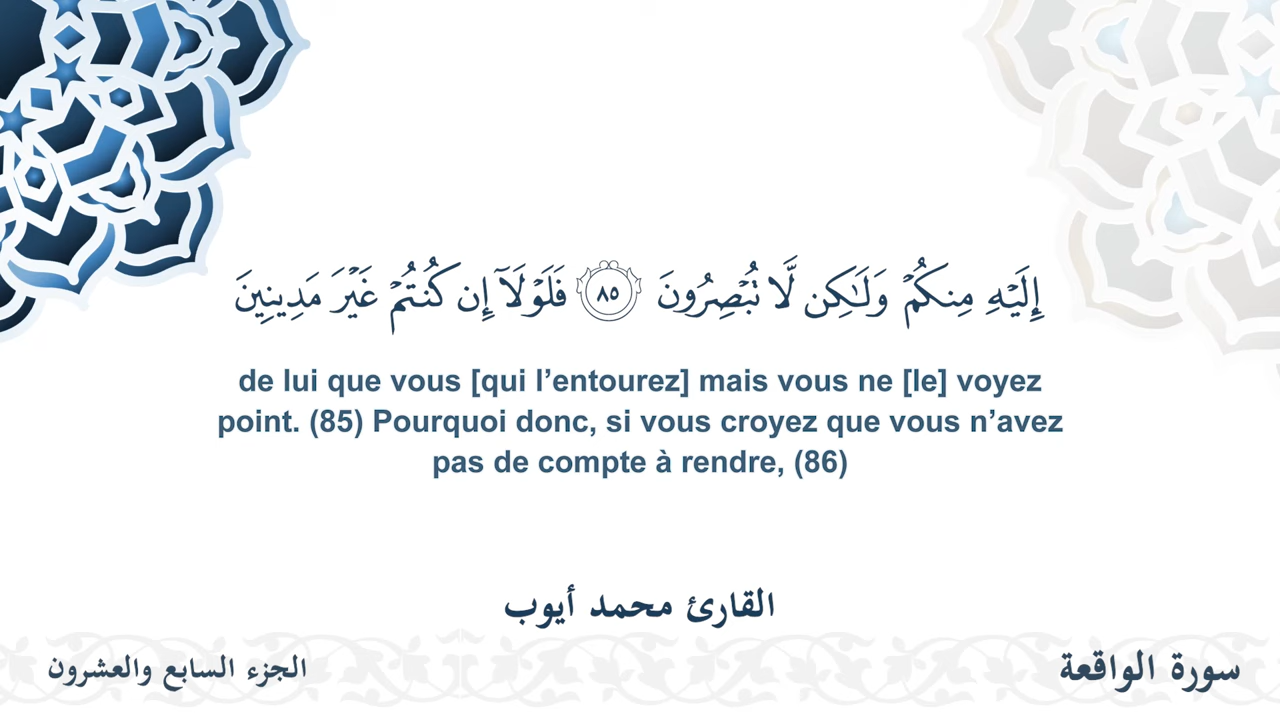 إِلَيْهِ مِنكُمْ وَلَـٰكِن لَّا تُبْصِرُونَ ٨٥ فَلَوْلَآ إِن كُنتُمْ غَيْرَ مَدِينِينَ
de lui que vous [qui l’entourez] mais vous ne [le] voyez
point. (85) Pourquoi donc, si vous croyez que vous n’avez
pas de compte à rendre, (86)
القارئ محمد أيوب
سورة الواقعة
الجزء السابع والعشرون